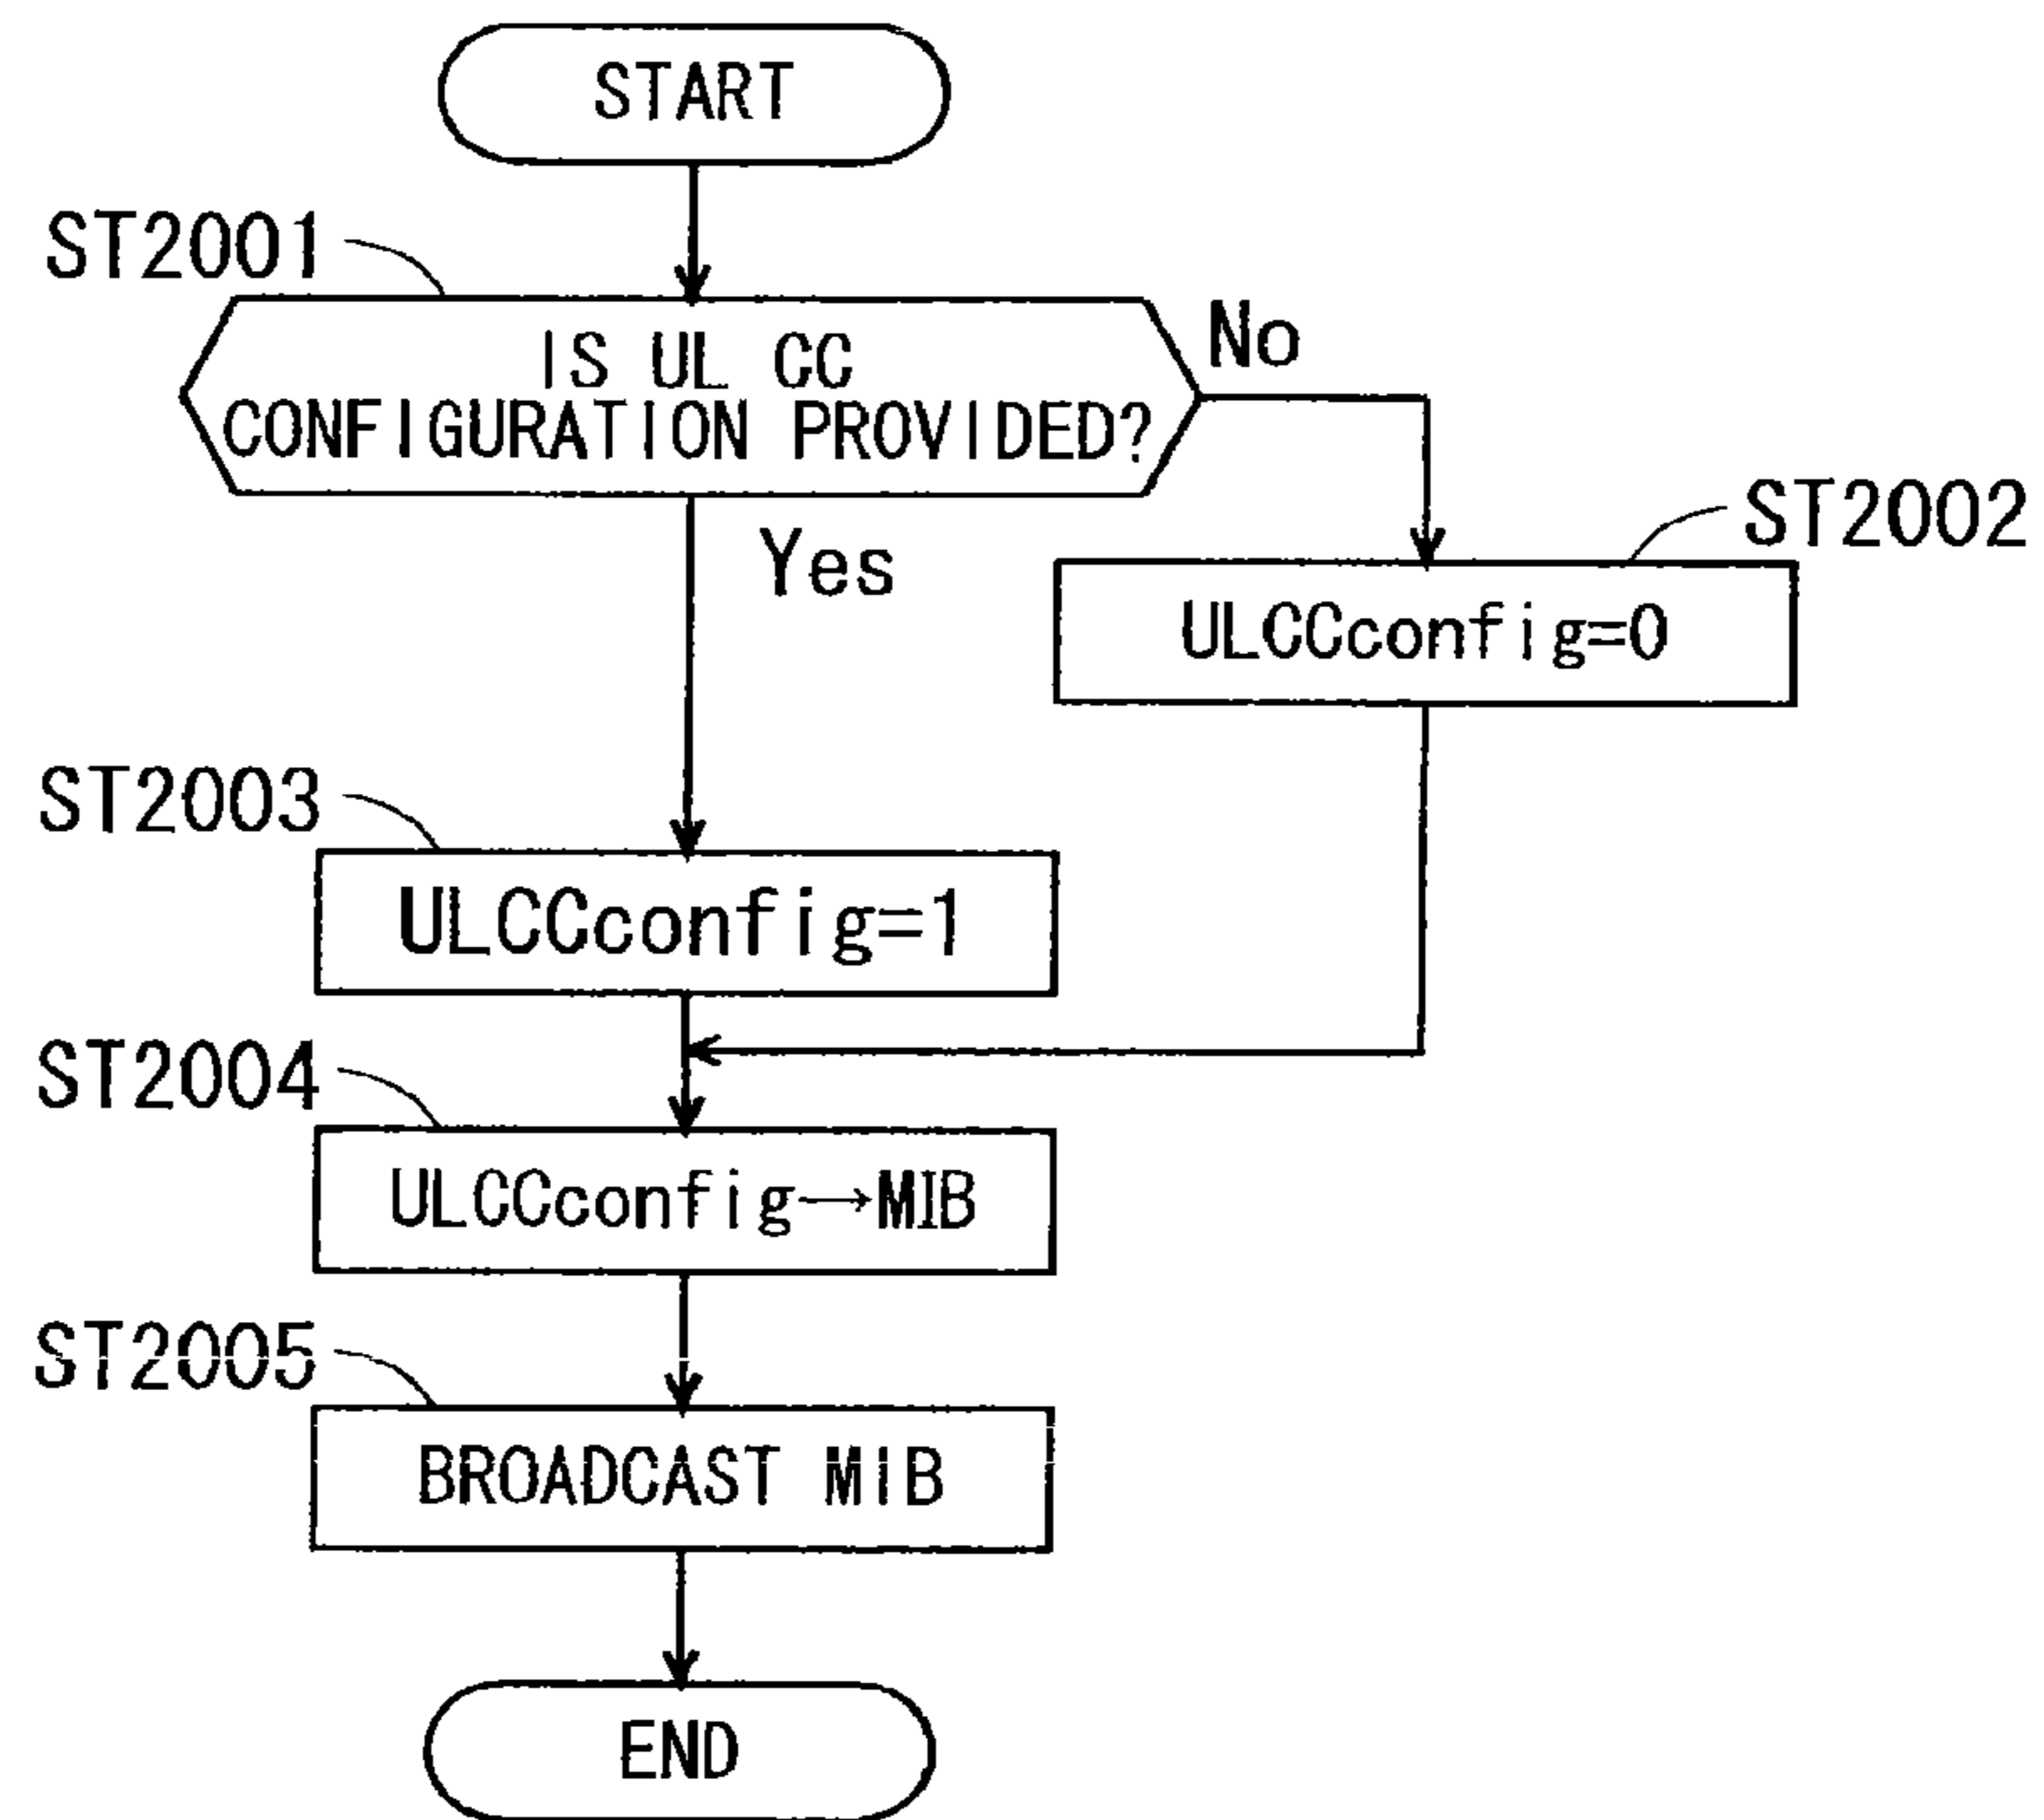 START
ST2001
IS UL CC
CONFIGURATION PROVIDED?
No
Yes
ST2002
ULCCconfig=0
ST2003
ULCCconfig=1
ST2004
ULCCconfig→MIB
ST2005
BROADCAST MIB
END